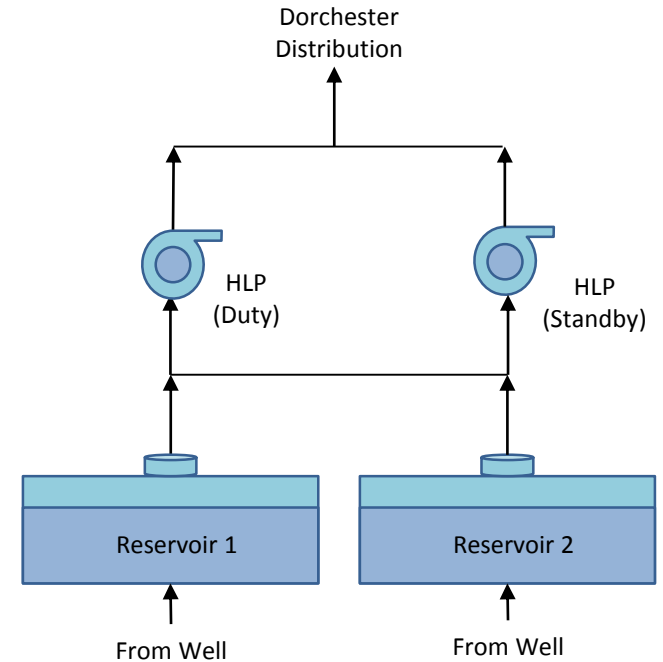 Dorchester
Distribution
HLP
(Duty)
HLP
(Standby)
Reservoir 1
Reservoir 2
From Well
From Well